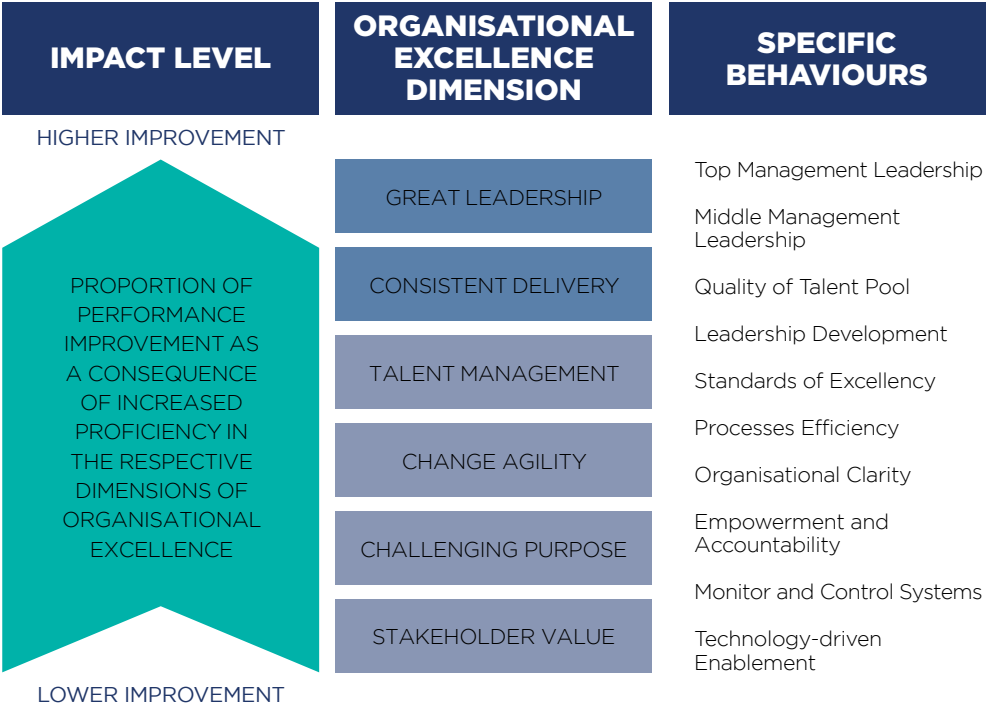 IMPACT LEVEL
ORGANISATIONAL
EXCELLENCE
DIMENSION
SPECIFIC
BEHAVIOURS
HIGHER IMPROVEMENT
PROPORTION OF
PERFORMANCE
IMPROVEMENT AS
A CONSEQUENCE
OF INCREASED
PROFICIENCY IN
THE RESPECTIVE
DIMENSIONS OF
ORGANISATIONAL
EXCELLENCE
LOWER IMPROVEMENT
GREAT LEADERSHIP
CONSISTENT DELIVERY
TALENT MANAGEMENT
CHANGE AGILITY
CHALLENGING PURPOSE
STAKEHOLDER VALUE
Top Management Leadership
Middle Management
Leadership
Quality of Talent Pool
Leadership Development
Standards of Excellency
Processes Efficiency
Organisational Clarity
Empowerment and
Accountability
Monitor and Control Systems
Technology-driven
Enablement